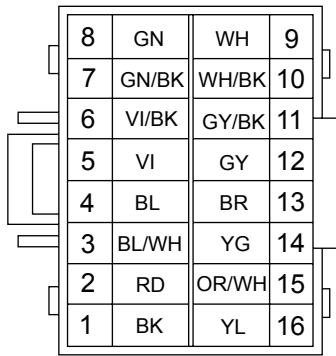 8 GN WH 9
7 GN/BK WH/BK 10
6 VI/BK GY/BK 11
5 VI GY 12
4 BL BR 13
3 BL/WH YG 14
2 RD OR/WH 15
1 BK YL 16